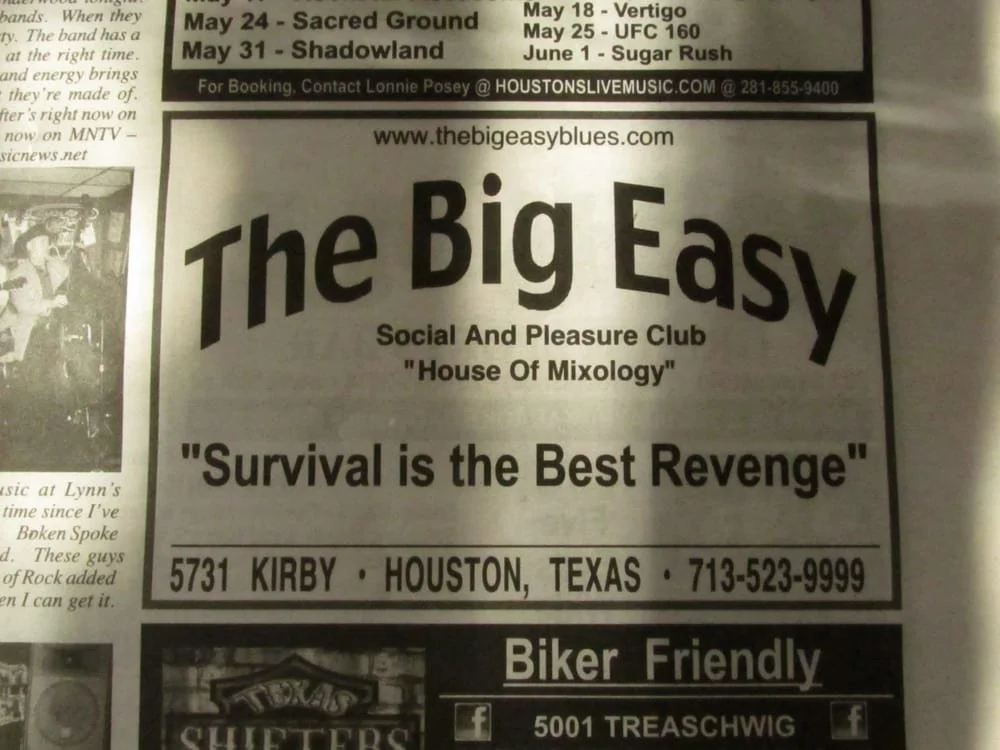 bands. When they
ty. The band has a
at the right time.
and energy brings
they're made of.
fter's right now on
now on MNTV –
sicnews.net
usic at Lynn's
time since I've
Boken Spoke
d. These guys
of Rock added
en I can get it.
May 24 - Sacred Ground
May 31 - Shadowland
May 18 - Vertigo
May 25 - UFC 160
June 1 - Sugar Rush
For Booking, Contact Lonnie Posey @ HOUSTONSLIVEMUSIC.COM @ 281-855-9400
www.thebigeasyblues.com
The Big Easy
Social And Pleasure Club
"House Of Mixology"
"Survival is the Best Revenge"
5731 KIRBY · HOUSTON, TEXAS · 713-523-9999
TEXAS
SHIFTERS
Biker Friendly
f 5001 TREASCHWIG f